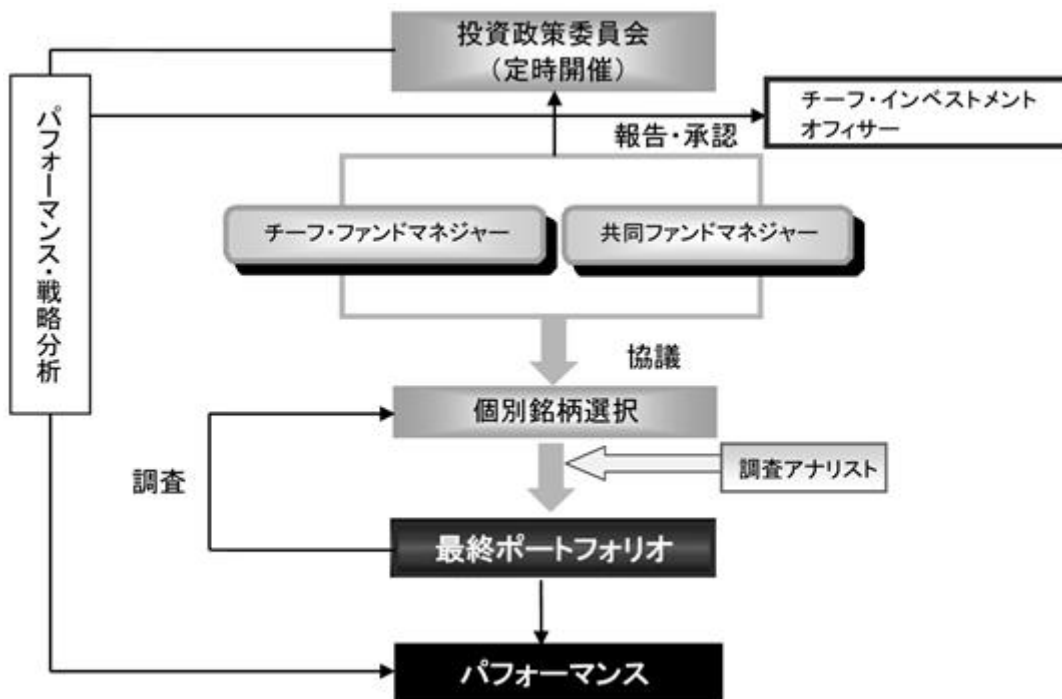 投資政策委員会
（定時開催）
チーフ・インベストメント
オフィサー
報告・承認
パフォーマンス・戦略分析
チーフ・ファンドマネジャー
共同ファンドマネジャー
協議
個別銘柄選択
調査
調査アナリスト
最終ポートフォリオ
パフォーマンス